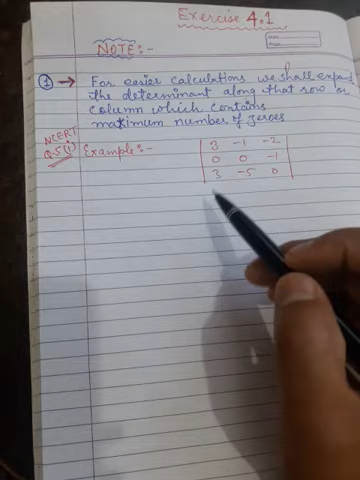 Exercise 4.1
NOTE:-
① → For easier calculations we shall expand
the determinant along that row or
column which contains
maximum number of zeroes
NCERT
Q.5(i)
Example:-
3 -1 -2
0 0 -1
3 -5 0